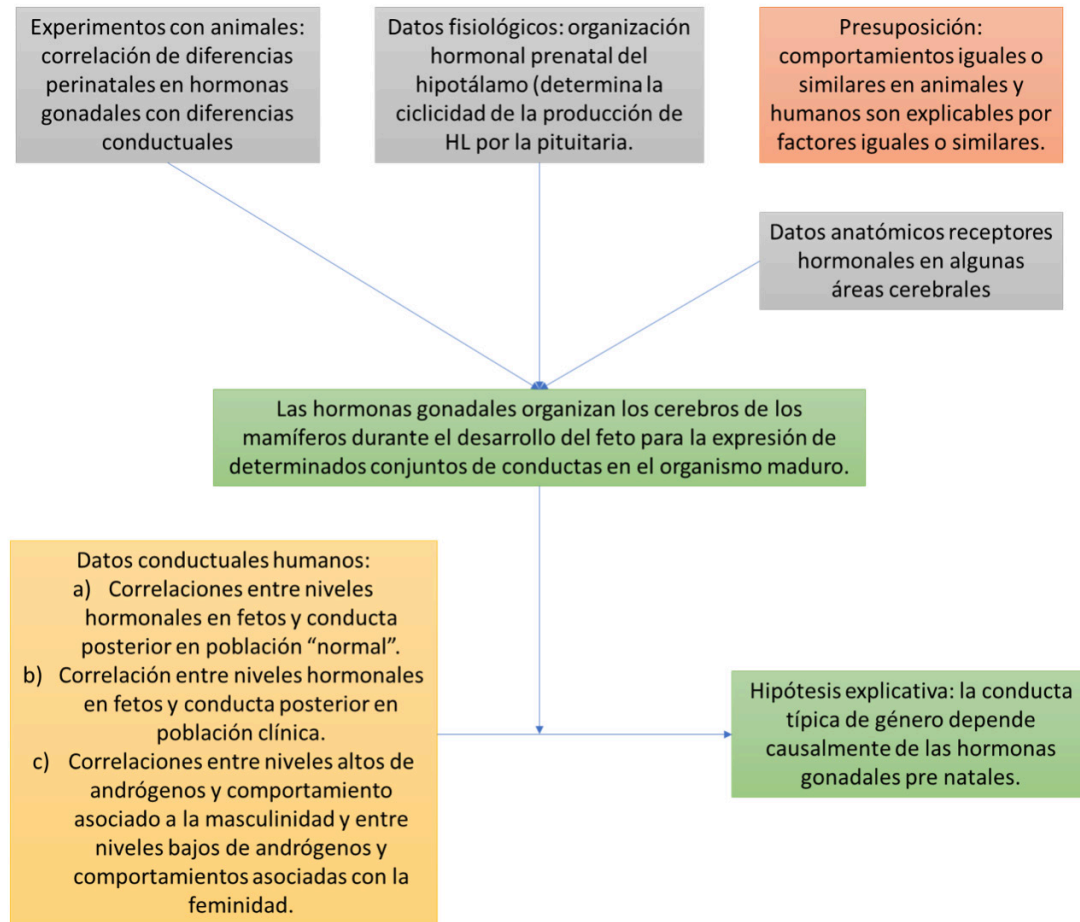 Experimentos con animales:
correlación de diferencias
perinatales en hormonas
gonadales con diferencias
conductuales
Datos fisiológicos: organización
hormonal prenatal del
hipotálamo (determina la
ciclicidad de la producción de
HL por la pituitaria.
Presuposición:
comportamientos iguales o
similares en animales y
humanos son explicables por
factores iguales o similares.
Datos anatómicos receptores
hormonales en algunas
áreas cerebrales
Las hormonas gonadales organizan los cerebros de los
mamíferos durante el desarrollo del feto para la expresión de
determinados conjuntos de conductas en el organismo maduro.
Datos conductuales humanos:
a) Correlaciones entre niveles
hormonales en fetos y conducta
posterior en población “normal”.
b) Correlación entre niveles hormonales
en fetos y conducta posterior en
población clínica.
c) Correlaciones entre niveles altos de
andrógenos y comportamiento
asociado a la masculinidad y entre
niveles bajos de andrógenos y
comportamientos asociadas con la
feminidad.
Hipótesis explicativa: la conducta
típica de género depende
causalmente de las hormonas
gonadales pre natales.